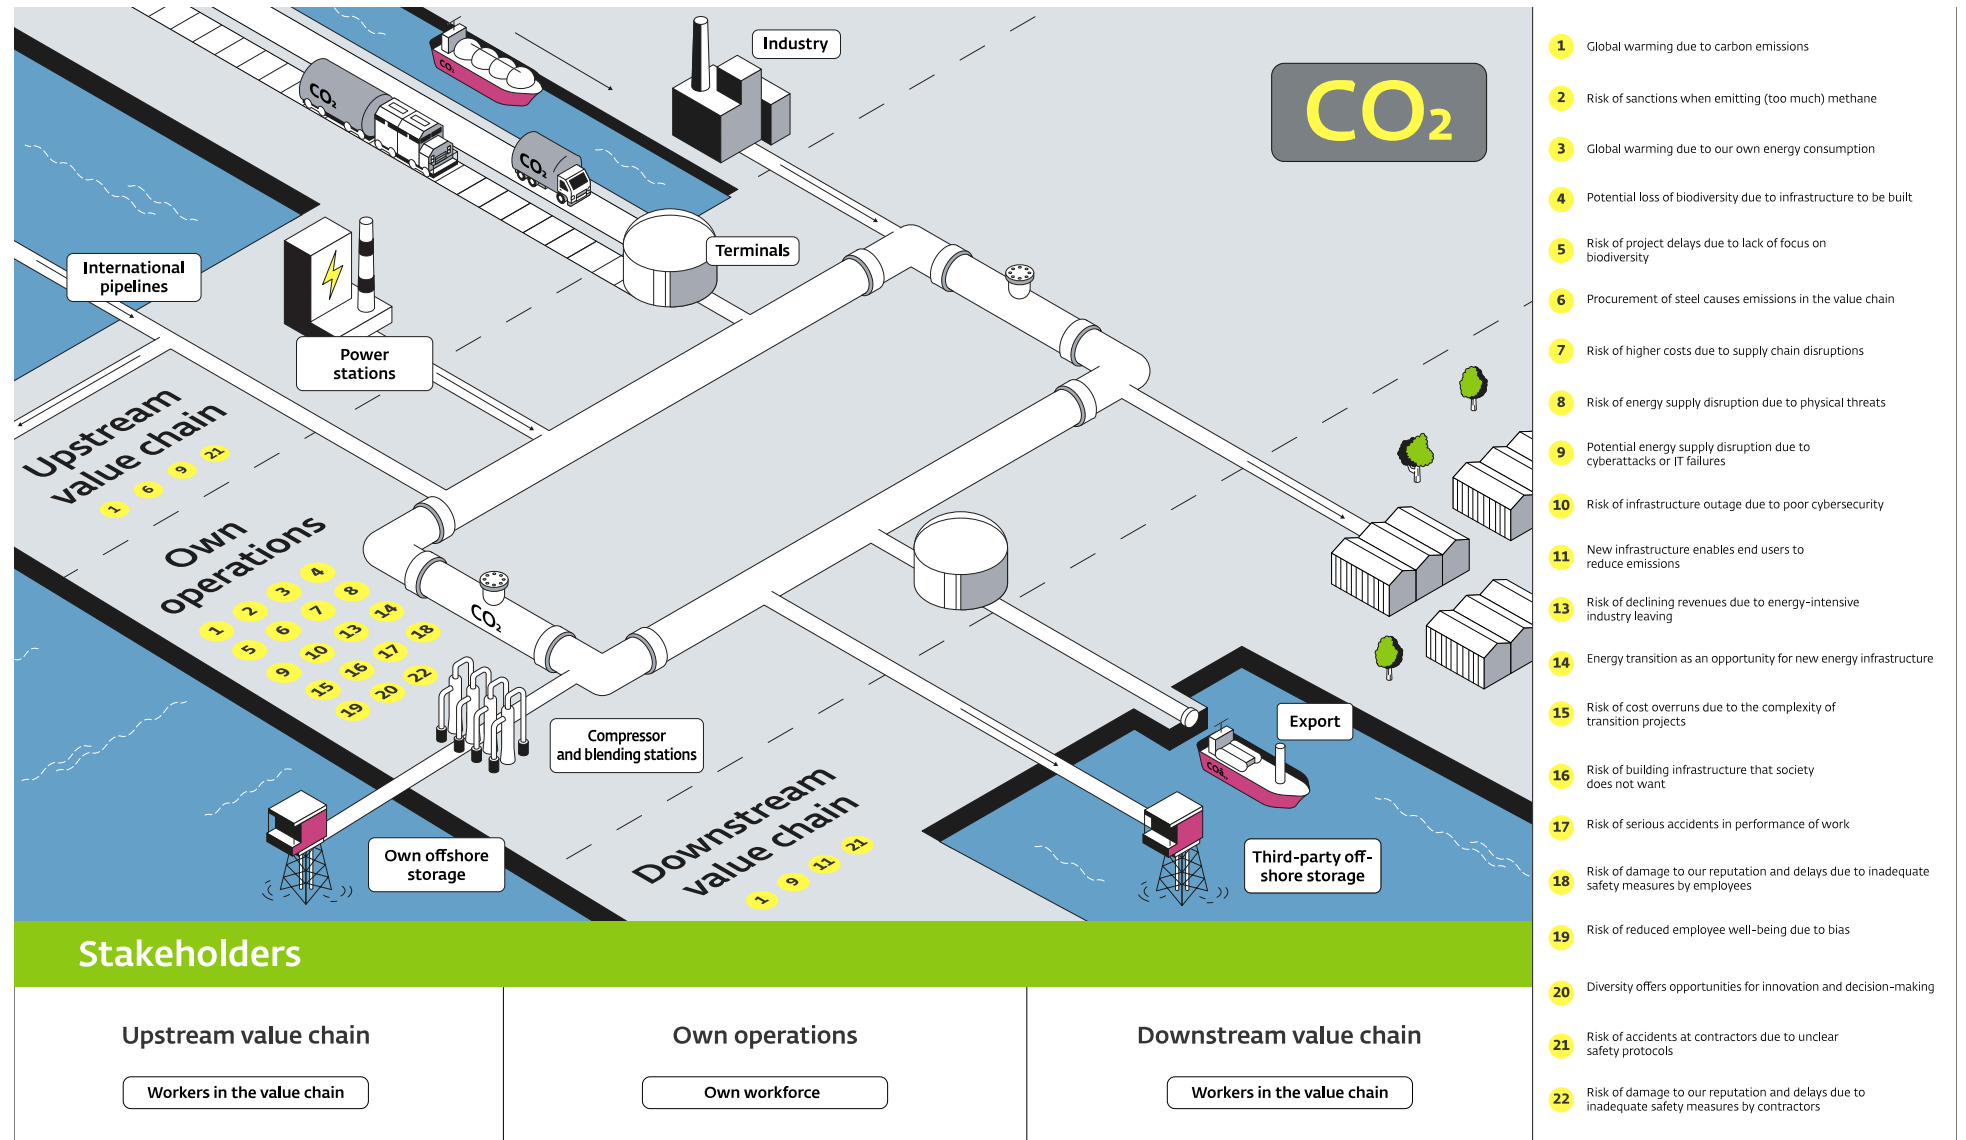 Industry
CO₂
CO₂
CO₂
CO₂
Terminals
International
pipelines
Power
stations
Upstream
value chain
1 6 9 21
Own
operations
1 2 3 4
5 6 7 8
9 10 13 14
15 16 17 18
19 20 22
CO₂
Compressor
and blending stations
Own offshore
storage
Downstream
value chain
1 9 11 21
Export
COâ,,
Third-party off-
shore storage
1 Global warming due to carbon emissions
2 Risk of sanctions when emitting (too much) methane
3 Global warming due to our own energy consumption
4 Potential loss of biodiversity due to infrastructure to be built
5 Risk of project delays due to lack of focus on
biodiversity
6 Procurement of steel causes emissions in the value chain
7 Risk of higher costs due to supply chain disruptions
8 Risk of energy supply disruption due to physical threats
9 Potential energy supply disruption due to
cyberattacks or IT failures
10 Risk of infrastructure outage due to poor cybersecurity
11 New infrastructure enables end users to
reduce emissions
13 Risk of declining revenues due to energy-intensive
industry leaving
14 Energy transition as an opportunity for new energy infrastructure
15 Risk of cost overruns due to the complexity of
transition projects
16 Risk of building infrastructure that society
does not want
17 Risk of serious accidents in performance of work
18 Risk of damage to our reputation and delays due to inadequate
safety measures by employees
19 Risk of reduced employee well-being due to bias
20 Diversity offers opportunities for innovation and decision-making
21 Risk of accidents at contractors due to unclear
safety protocols
22 Risk of damage to our reputation and delays due to
inadequate safety measures by contractors
Stakeholders
Upstream value chain
Workers in the value chain
Own operations
Own workforce
Downstream value chain
Workers in the value chain